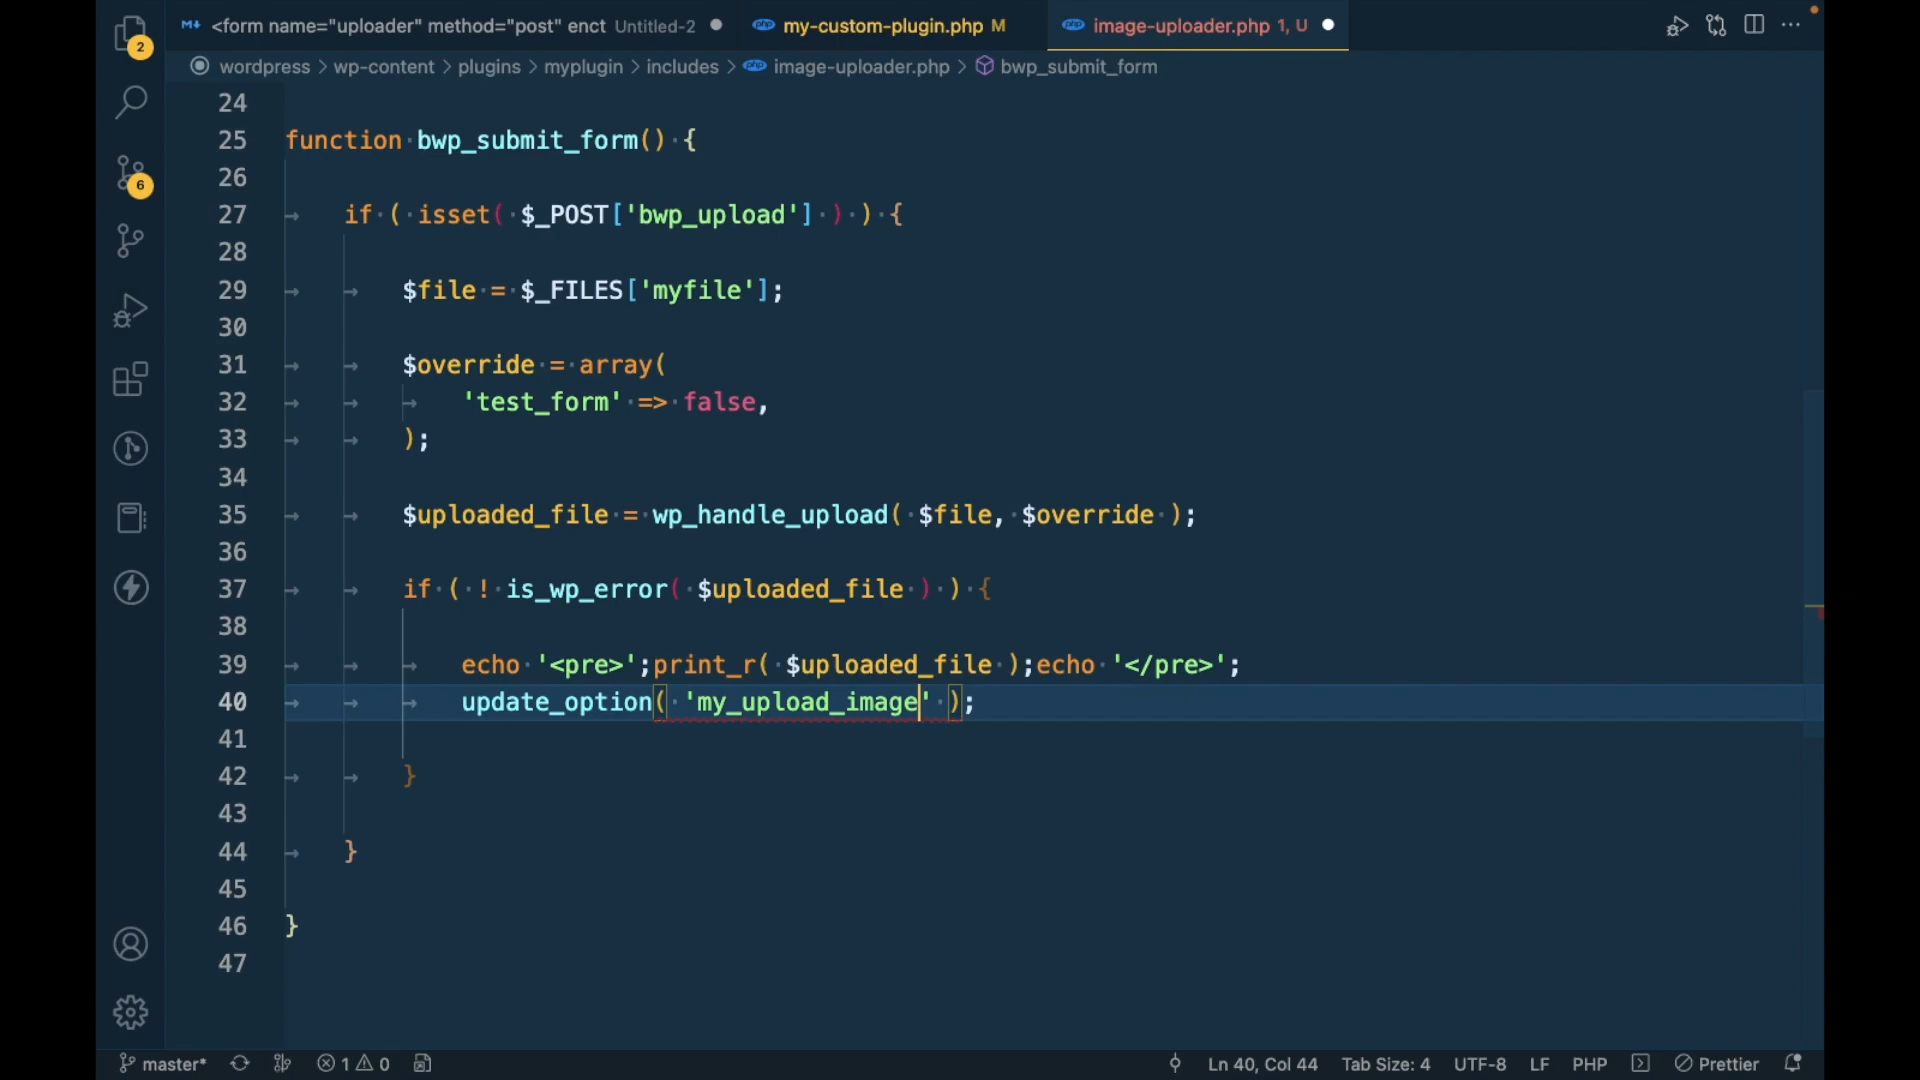 <form name="uploader" method="post" enct Untitled-2
my-custom-plugin.php M
image-uploader.php 1, U
wordpress > wp-content > plugins > myplugin > includes > image-uploader.php > bwp_submit_form
24
25 function bwp_submit_form() {
26
27 if ( isset( $_POST['bwp_upload'] ) ) {
28
29 $file = $_FILES['myfile'];
30
31 $override = array(
32 'test_form' => false,
33 );
34
35 $uploaded_file = wp_handle_upload( $file, $override );
36
37 if ( ! is_wp_error( $uploaded_file ) ) {
38
39 echo '<pre>';print_r( $uploaded_file );echo '</pre>';
40 update_option( 'my_upload_image' );
41
42 }
43
44 }
45
46 }
47
2
6
master* 1 0 Ln 40, Col 44 Tab Size: 4 UTF-8 LF PHP Prettier